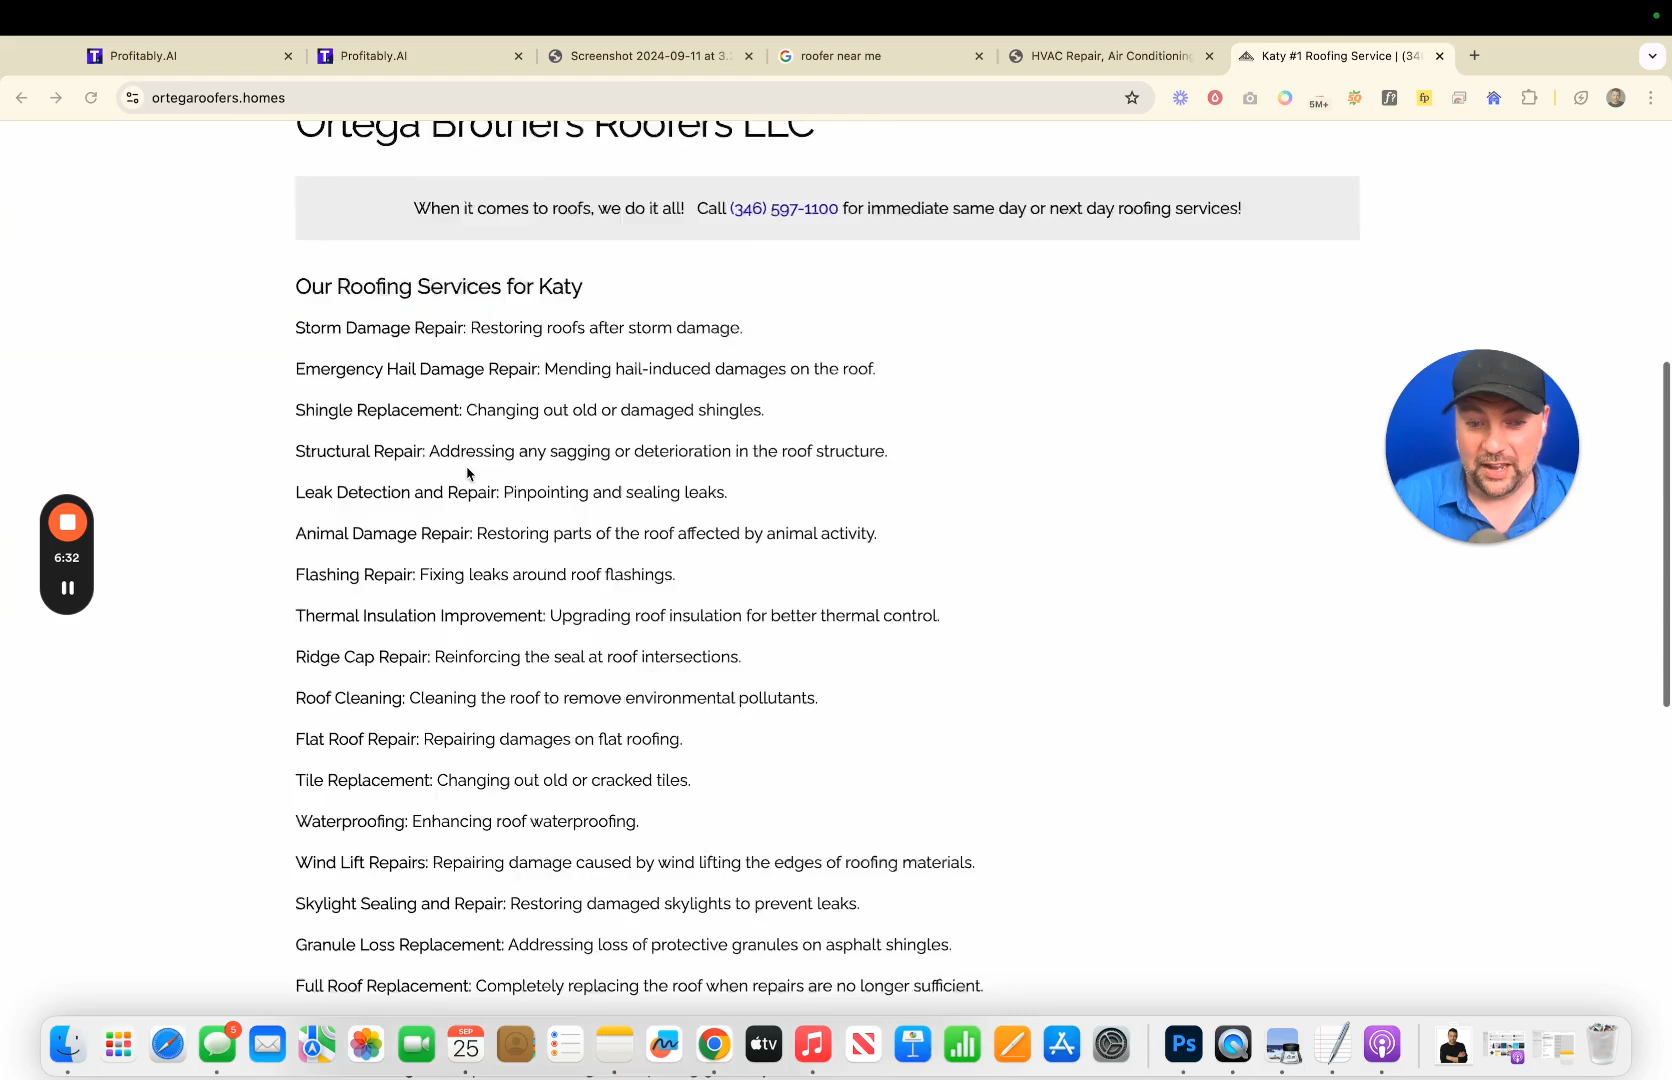 Profitably.AI
Profitably.AI
Screenshot 2024-09-11 at 3.
roofer near me
HVAC Repair, Air Conditioning
Katy #1 Roofing Service | (34
ortegaroofers.homes
5M+
f?
fp
Ortega Brothers Roofers LLC
When it comes to roofs, we do it all! Call (346) 597-1100 for immediate same day or next day roofing services!
Our Roofing Services for Katy
Storm Damage Repair: Restoring roofs after storm damage.
Emergency Hail Damage Repair: Mending hail-induced damages on the roof.
Shingle Replacement: Changing out old or damaged shingles.
Structural Repair: Addressing any sagging or deterioration in the roof structure.
Leak Detection and Repair: Pinpointing and sealing leaks.
Animal Damage Repair: Restoring parts of the roof affected by animal activity.
Flashing Repair: Fixing leaks around roof flashings.
Thermal Insulation Improvement: Upgrading roof insulation for better thermal control.
Ridge Cap Repair: Reinforcing the seal at roof intersections.
Roof Cleaning: Cleaning the roof to remove environmental pollutants.
Flat Roof Repair: Repairing damages on flat roofing.
Tile Replacement: Changing out old or cracked tiles.
Waterproofing: Enhancing roof waterproofing.
Wind Lift Repairs: Repairing damage caused by wind lifting the edges of roofing materials.
Skylight Sealing and Repair: Restoring damaged skylights to prevent leaks.
Granule Loss Replacement: Addressing loss of protective granules on asphalt shingles.
Full Roof Replacement: Completely replacing the roof when repairs are no longer sufficient.
6:32
5
SEP
25
tv
Ps